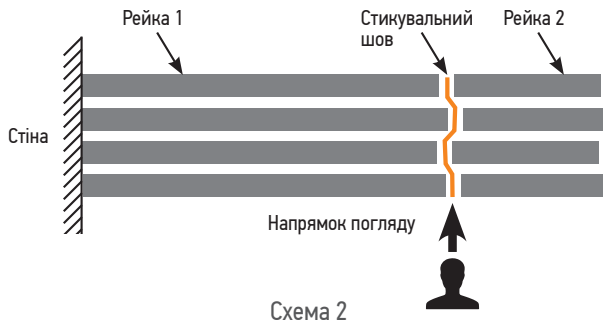 Рейка 1
Стикувальний
шов
Рейка 2
Стіна
Напрямок погляду
Схема 2